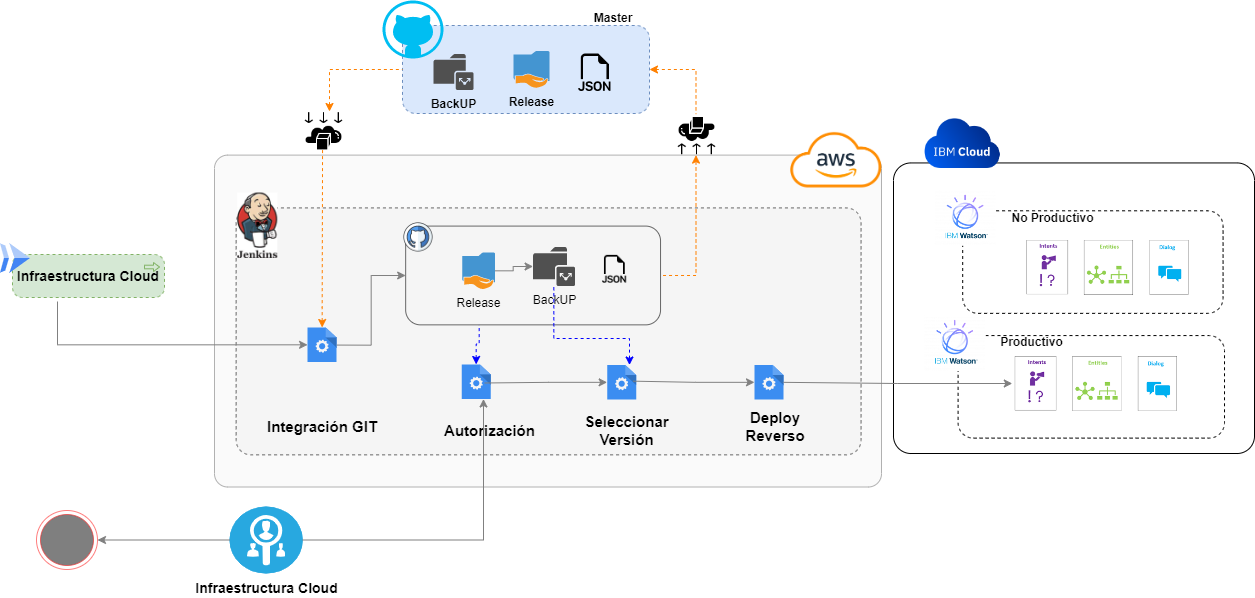 Master
BackUP
Release
JSON
aws
IBM Cloud
Jenkins
Infraestructura Cloud
Release
BackUP
JSON
Integración GIT
Autorización
Seleccionar
Versión
Deploy
Reverso
IBM Watson
No Productivo
Intents
!?
Entities
Dialog
IBM Watson
Productivo
Intents
!?
Entities
Dialog
Infraestructura Cloud